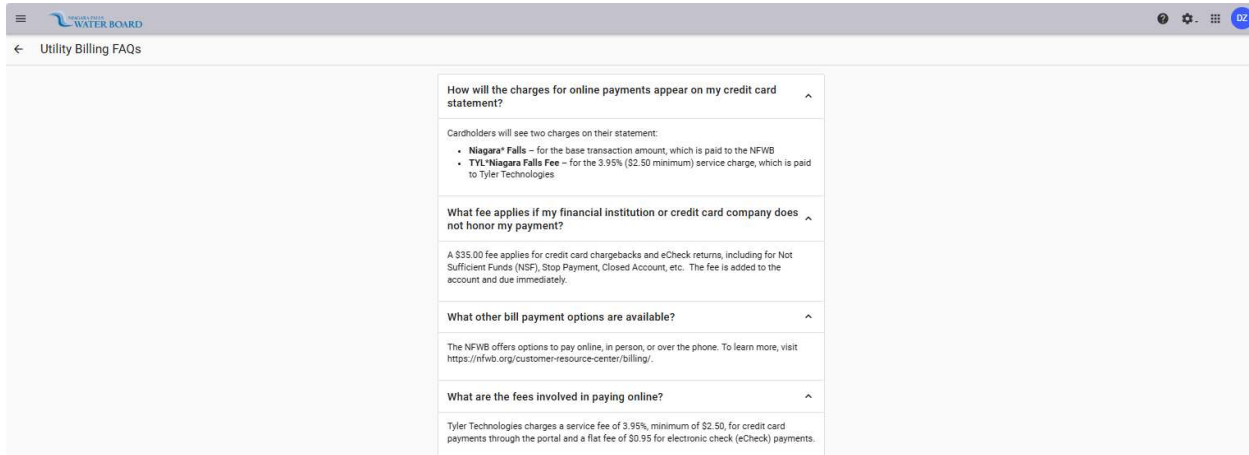 NIAGARA FALLS
WATER BOARD
DZ
Utility Billing FAQs
How will the charges for online payments appear on my credit card
statement?
Cardholders will see two charges on their statement:
• Niagara* Falls – for the base transaction amount, which is paid to the NFWB
• TYL*Niagara Falls Fee – for the 3.95% ($2.50 minimum) service charge, which is paid
to Tyler Technologies
What fee applies if my financial institution or credit card company does
not honor my payment?
A $35.00 fee applies for credit card chargebacks and eCheck returns, including for Not
Sufficient Funds (NSF), Stop Payment, Closed Account, etc.  The fee is added to the
account and due immediately.
What other bill payment options are available?
The NFWB offers options to pay online, in person, or over the phone. To learn more, visit
https://nfwb.org/customer-resource-center/billing/.
What are the fees involved in paying online?
Tyler Technologies charges a service fee of 3.95%, minimum of $2.50, for credit card
payments through the portal and a flat fee of $0.95 for electronic check (eCheck) payments.